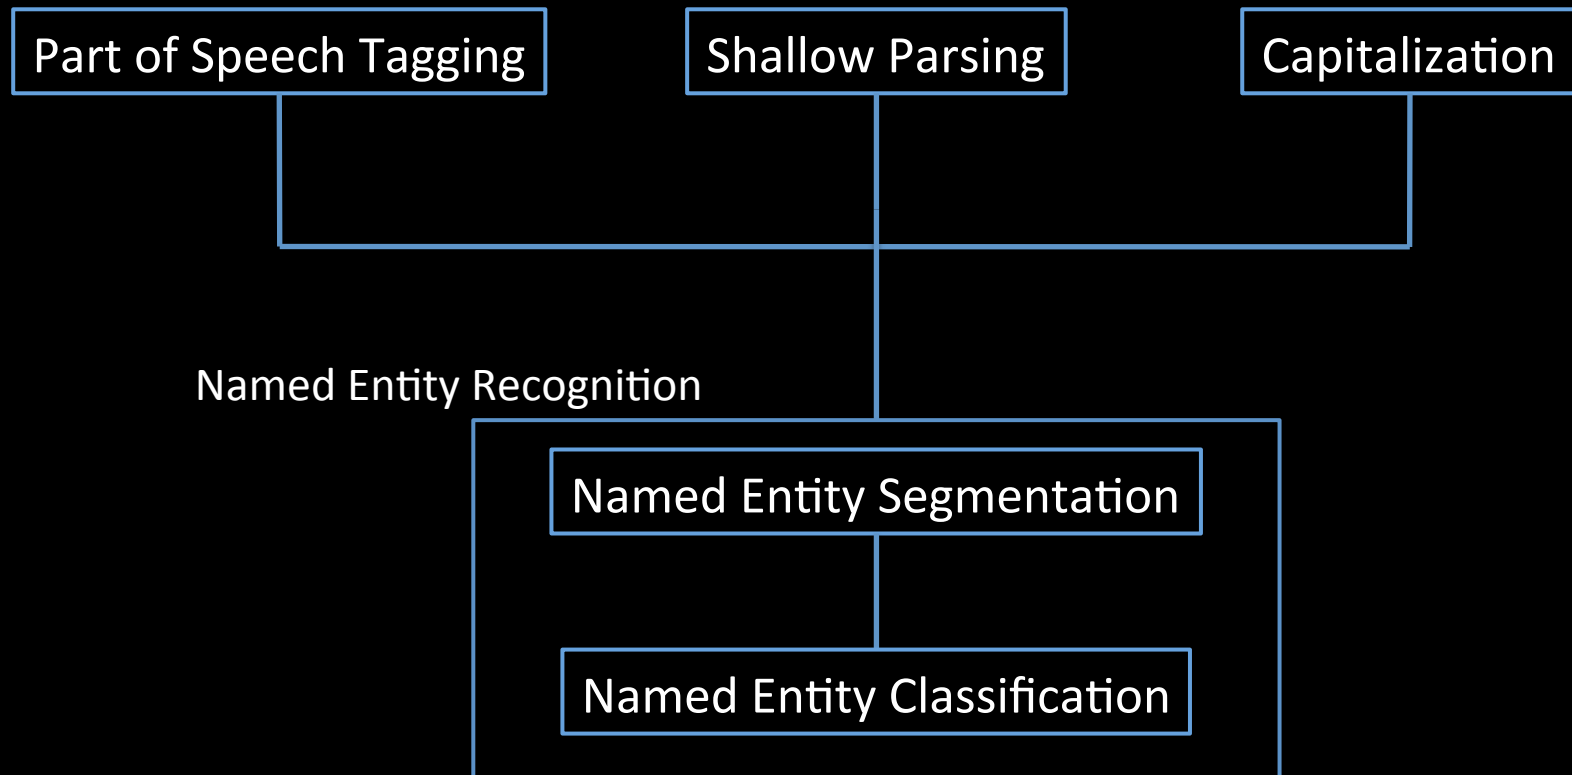 Part of Speech Tagging
Shallow Parsing
Capitalization
Named Entity Recognition
Named Entity Segmentation
Named Entity Classification